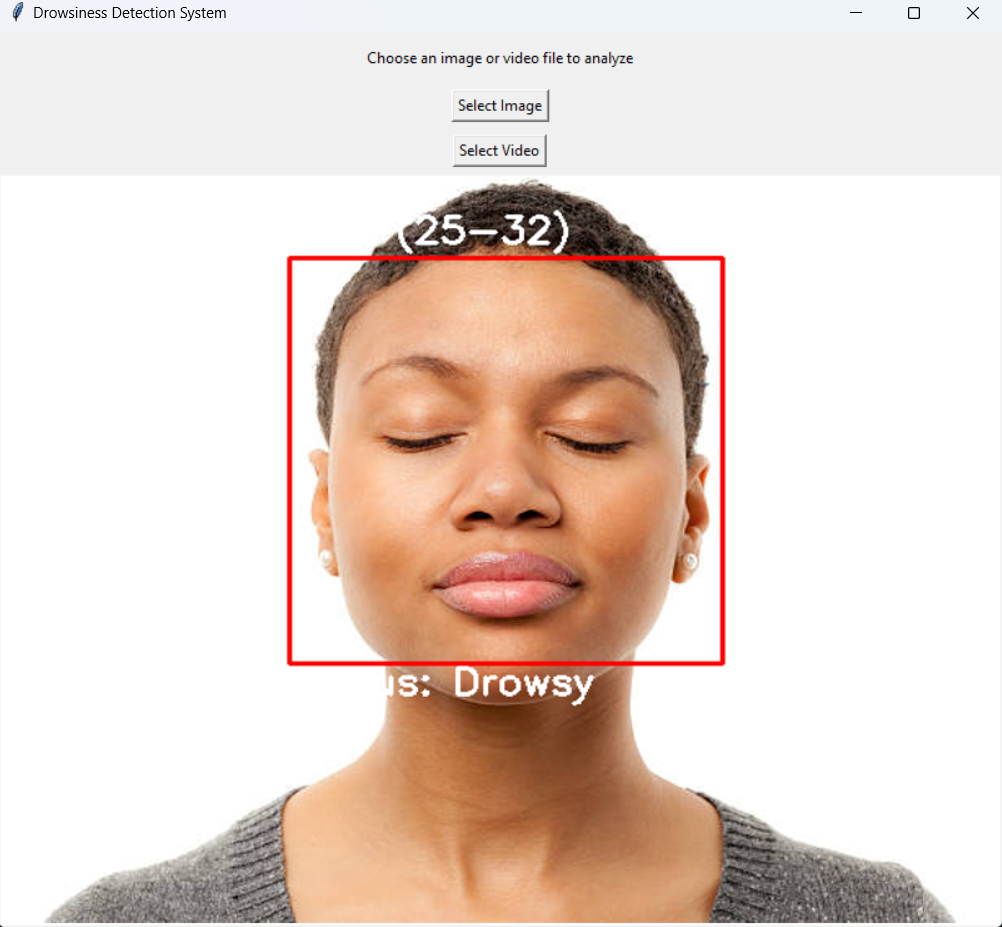 Drowsiness Detection System
Choose an image or video file to analyze
Select Image
Select Video
(25-32)
us: Drowsy